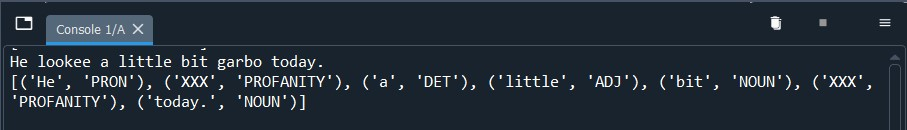 Console 1/A
He lookee a little bit garbo today.
[('He', 'PRON'), ('XXX', 'PROFANITY'), ('a', 'DET'), ('little', 'ADJ'), ('bit', 'NOUN'), ('XXX',
'PROFANITY'), ('today.', 'NOUN')]